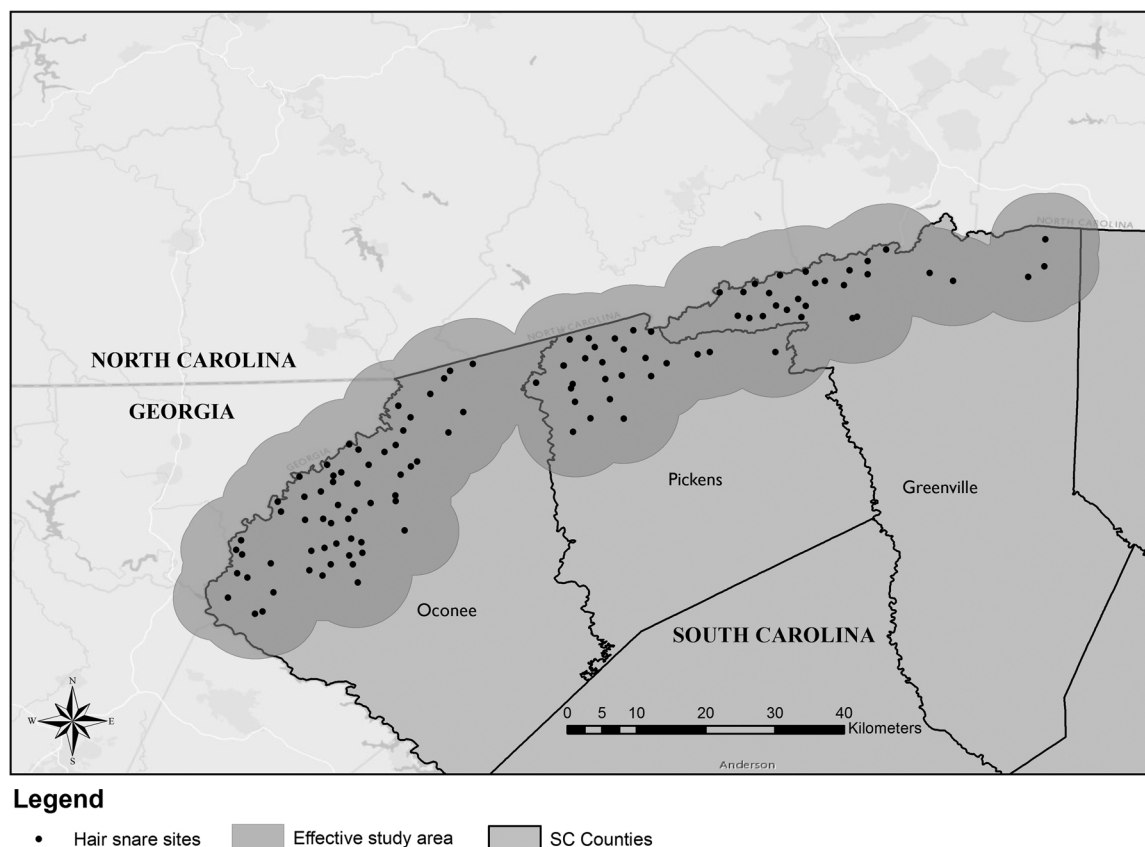 NORTH CAROLINA
NORTH CAROLINA
NORTH CAROLINA
GEORGIA
GEORGIA
Pickens
Greenville
Oconee
SOUTH CAROLINA
N
W E
S
0 5 10 20 30 40
Kilometers
Anderson
Legend
Hair snare sites Effective study area SC Counties